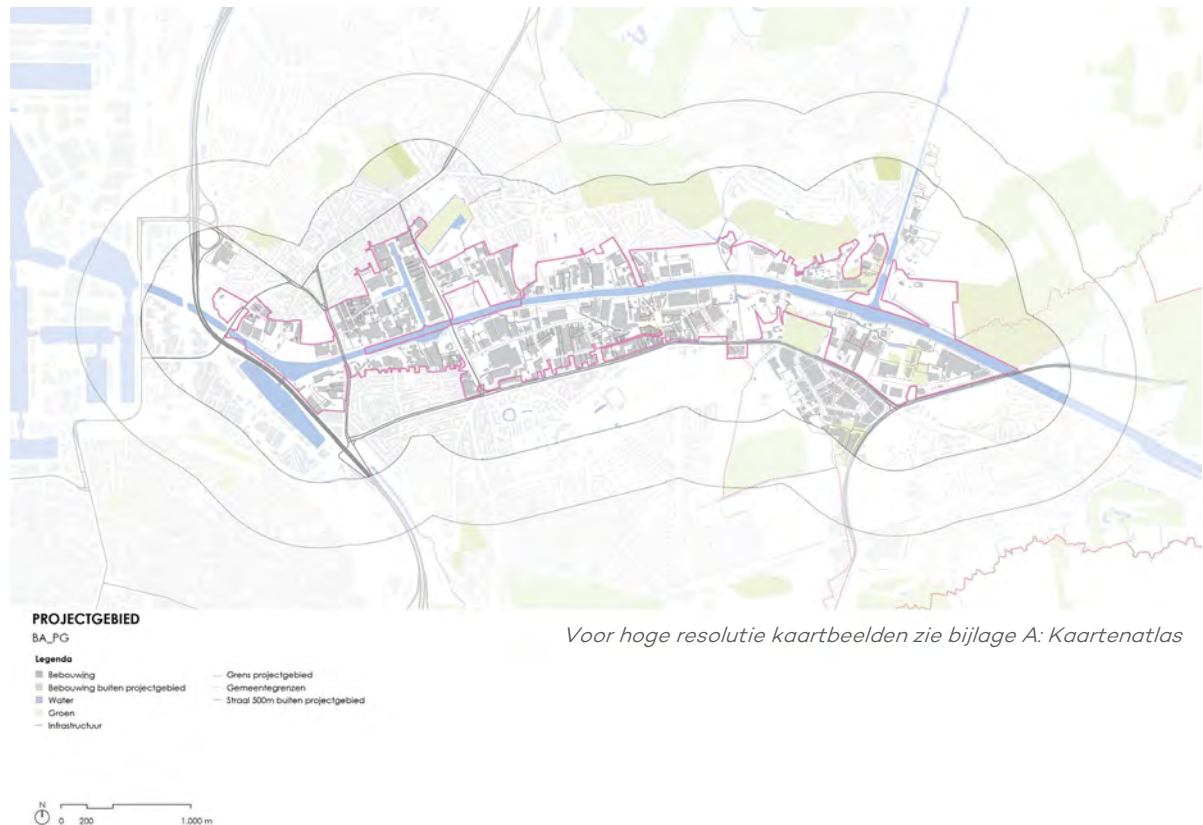 PROJECTGEBIED
BA_PG
Voor hoge resolutie kaartbeelden zie bijlage A: Kaartenatlas
Legenda
Bebouwing
Bebouwing buiten projectgebied
Water
Groen
Infrastructuur
Grens projectgebied
Gemeentegrenzen
Straal 500m buiten projectgebied
N
0 200 1.000 m